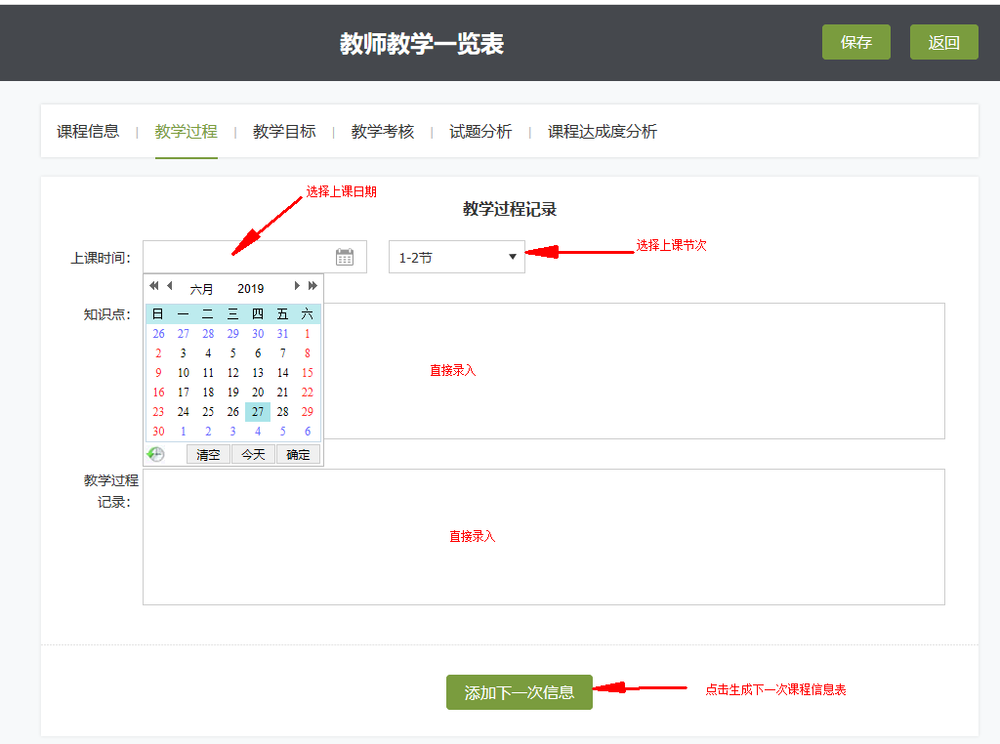 教师教学一览表
保存
返回
课程信息 | 教学过程 | 教学目标 | 教学考核 | 试题分析 | 课程达成度分析
选择上课日期
教学过程记录
上课时间：
1-2节
选择上课节次
六月 2019
知识点：
日 一 二 三 四 五 六
26 27 28 29 30 31 1
2 3 4 5 6 7 8
9 10 11 12 13 14 15
16 17 18 19 20 21 22
23 24 25 26 27 28 29
30 1 2 3 4 5 6
清空 今天 确定
直接录入
教学过程
记录：
直接录入
添加下一次信息
点击生成下一次课程信息表